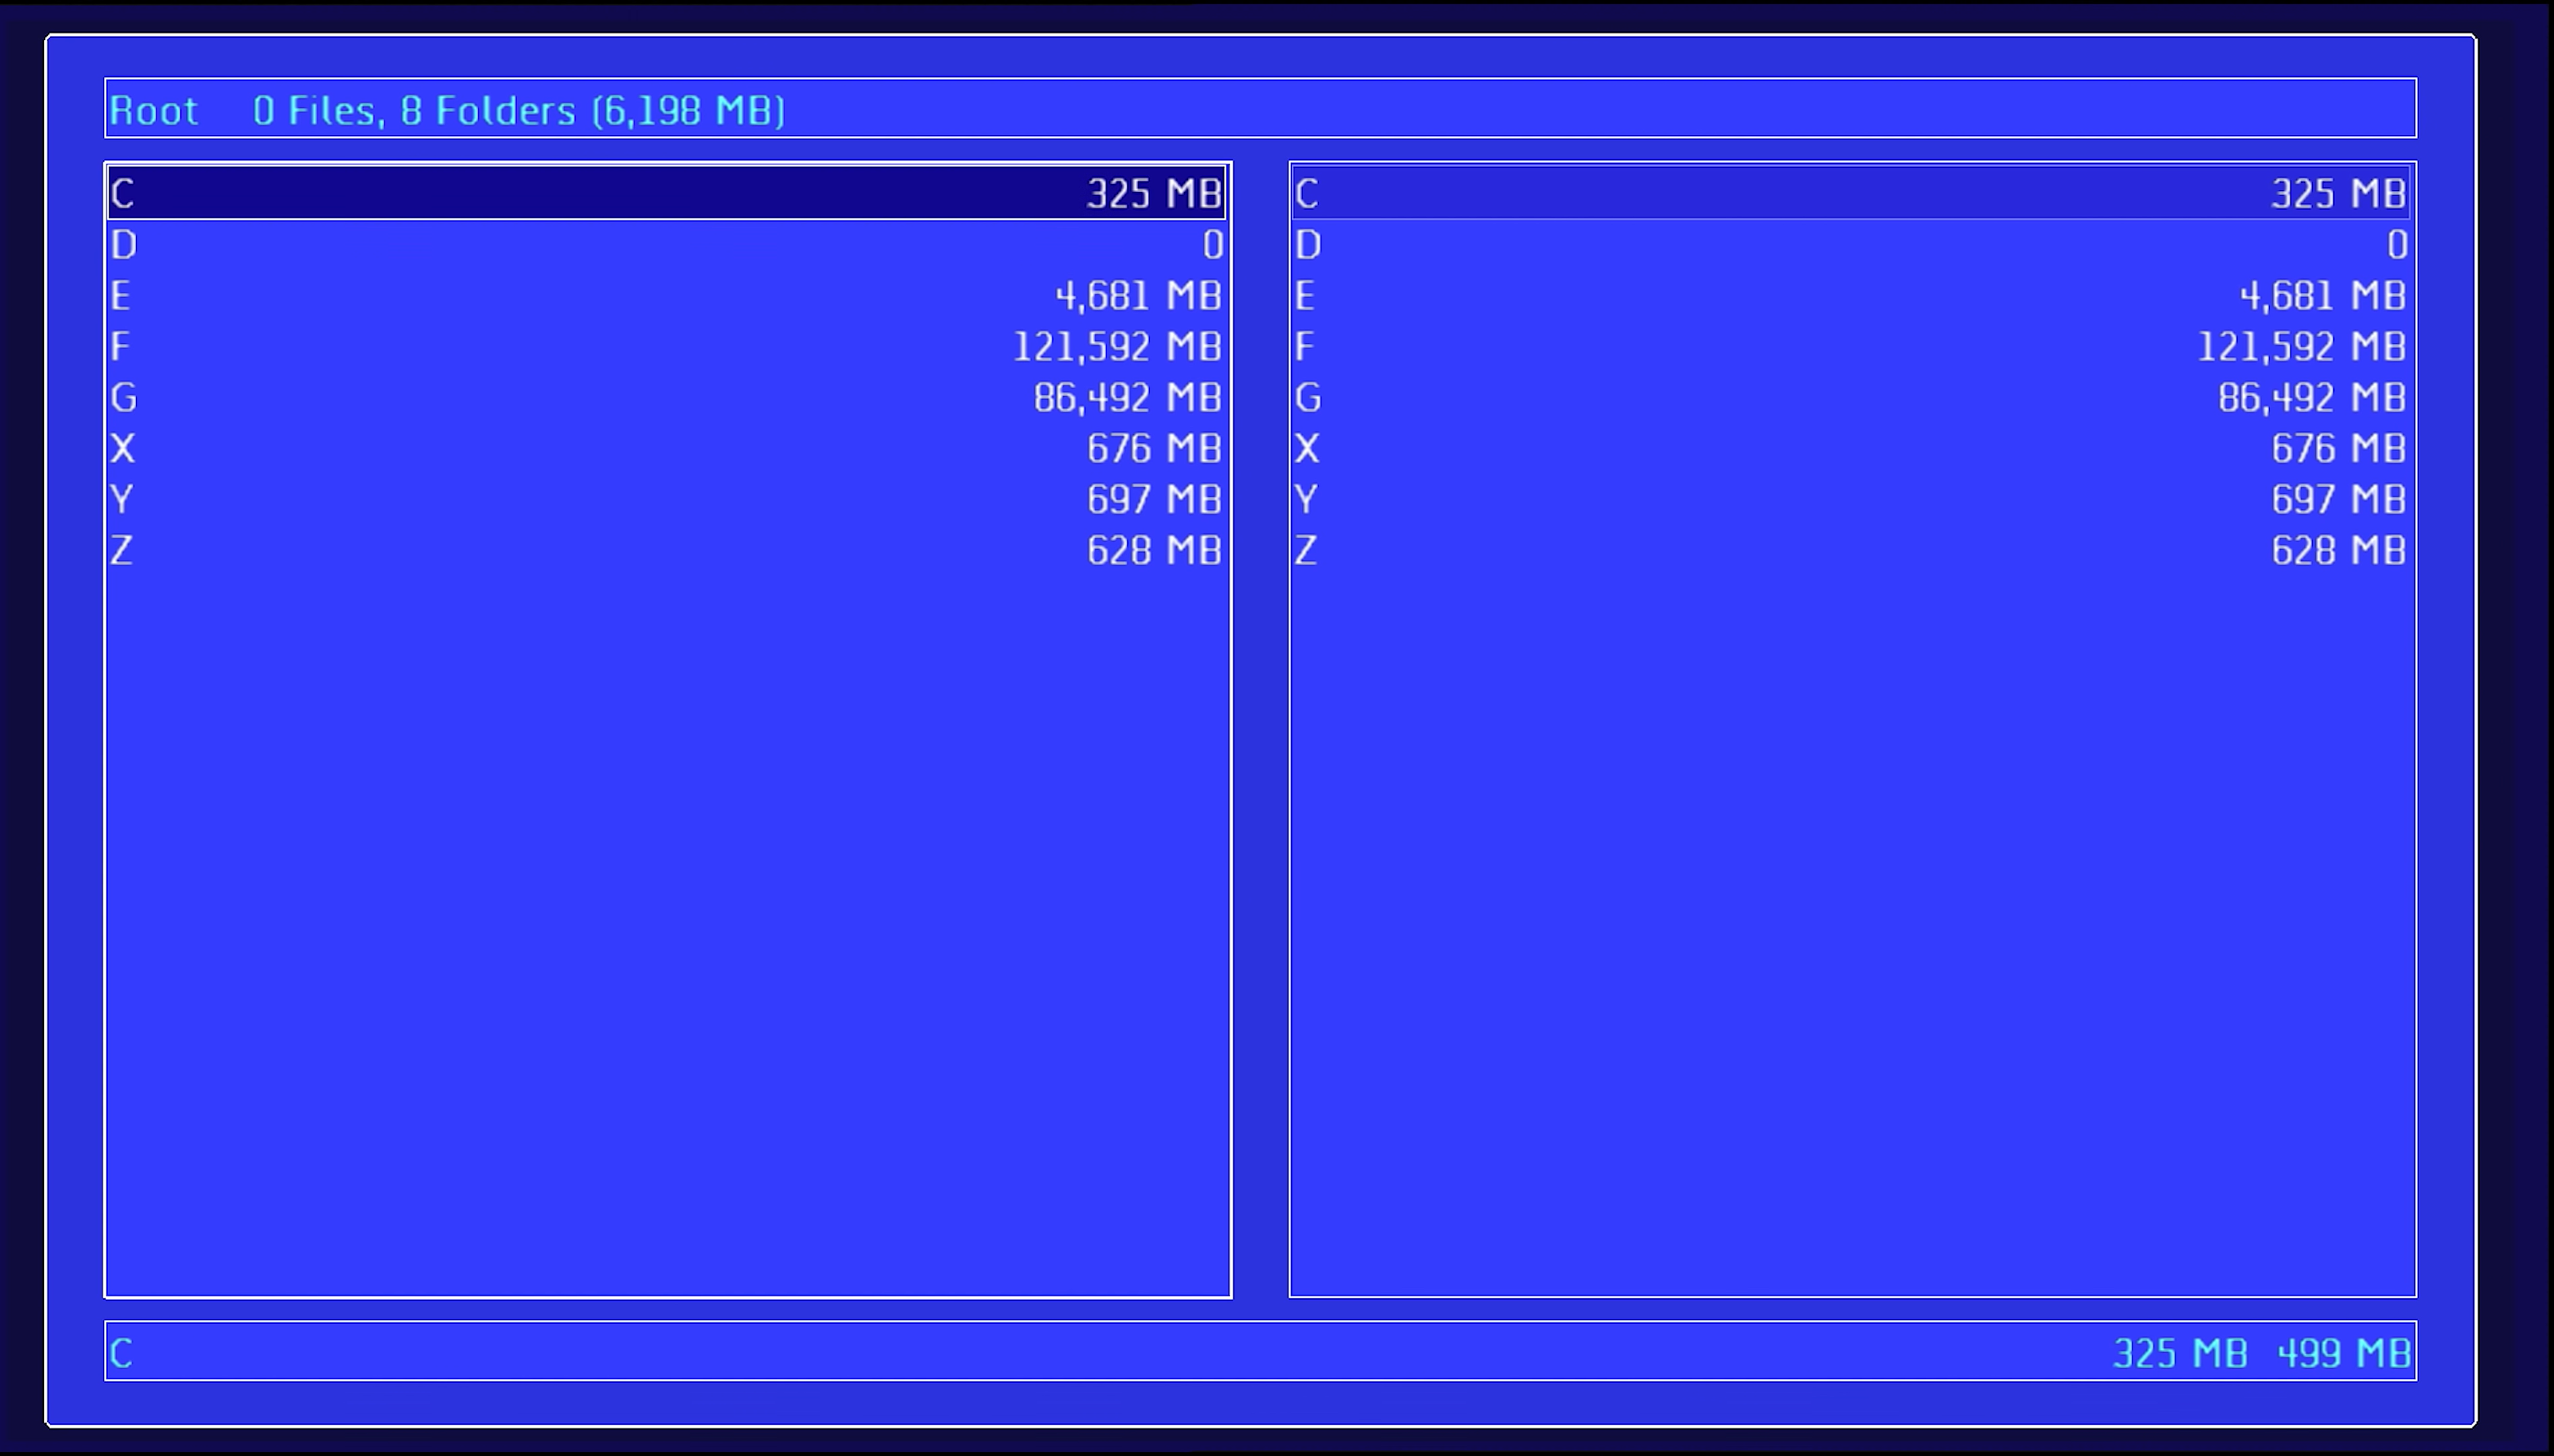 Root 0 Files, 8 Folders (6,198 MB)
C 325 MB
D 0
E 4,681 MB
F 121,592 MB
G 86,492 MB
X 676 MB
Y 697 MB
Z 628 MB
C 325 MB
D 0
E 4,681 MB
F 121,592 MB
G 86,492 MB
X 676 MB
Y 697 MB
Z 628 MB
C 325 MB 499 MB